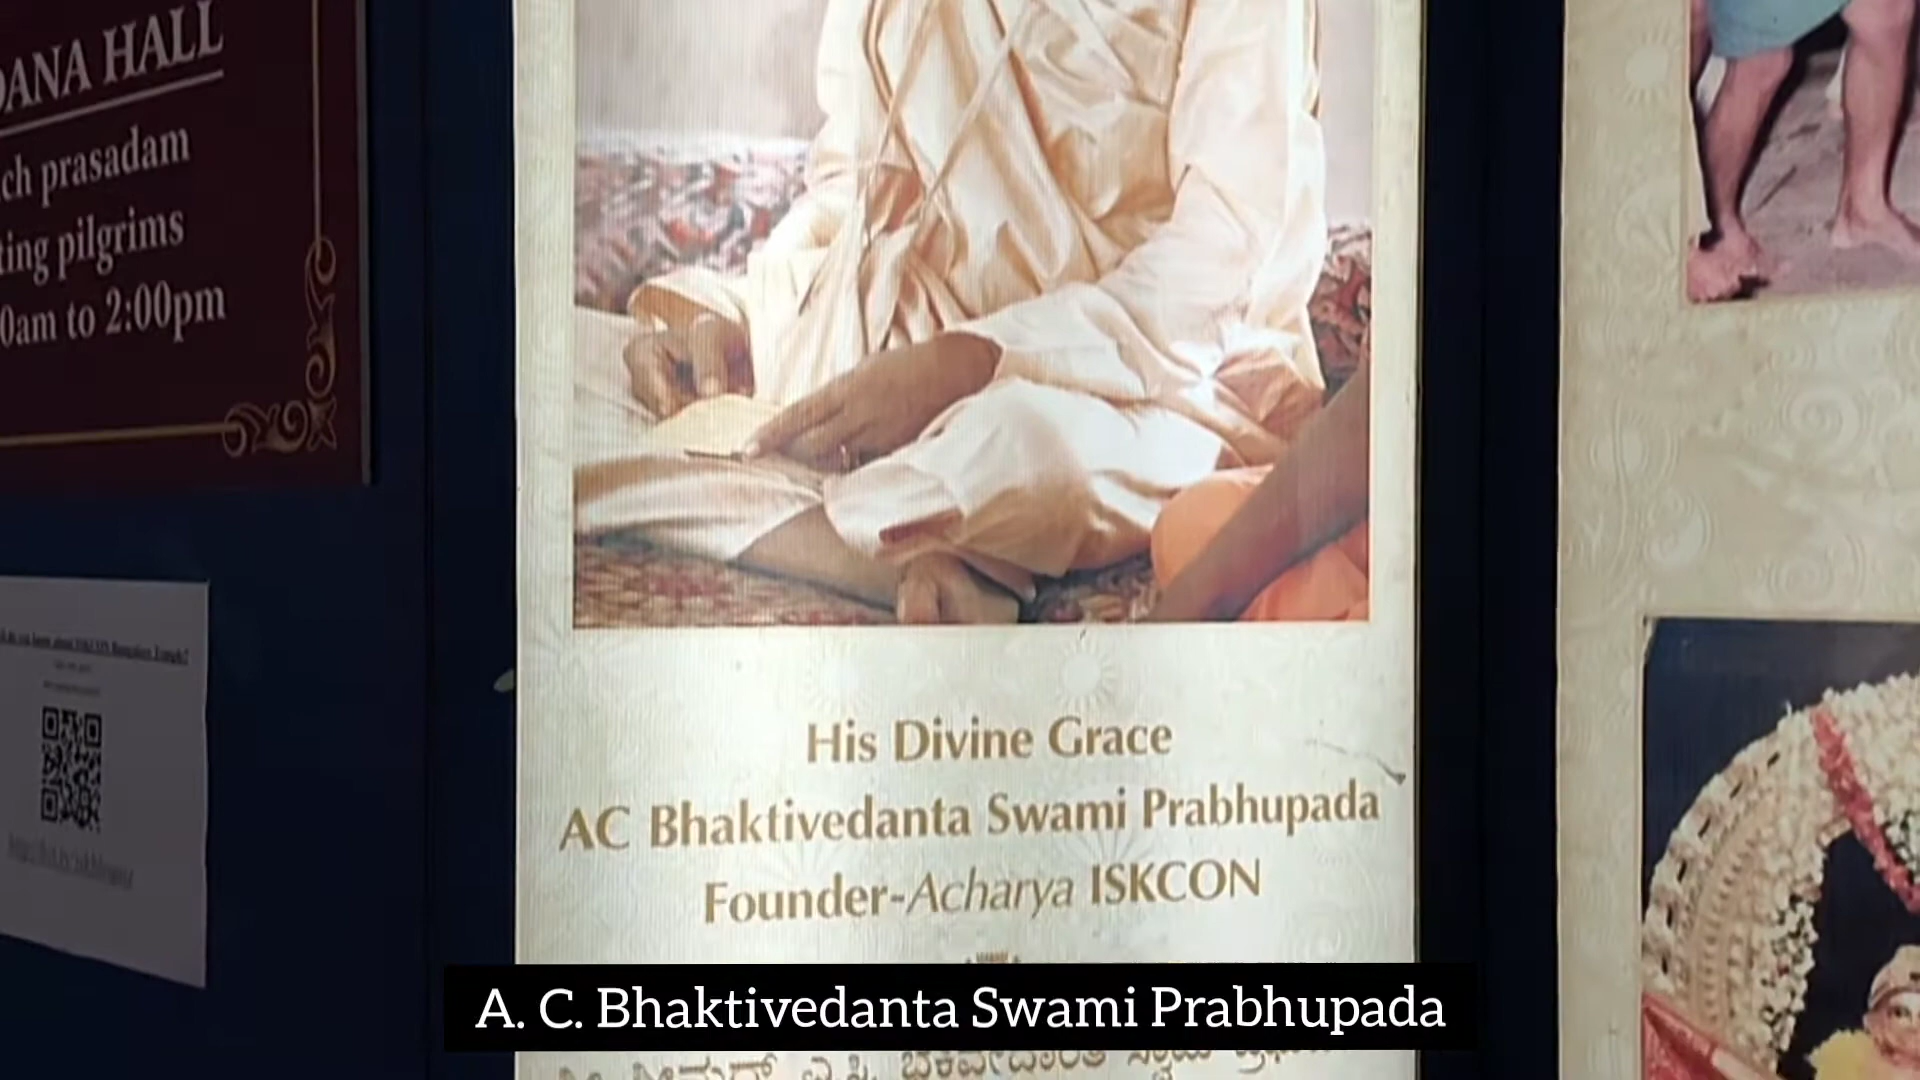 DANA HALL
ch prasadam
ting pilgrims
0am to 2:00pm
His Divine Grace
AC Bhaktivedanta Swami Prabhupada
Founder-Acharya ISKCON
A. C. Bhaktivedanta Swami Prabhupada